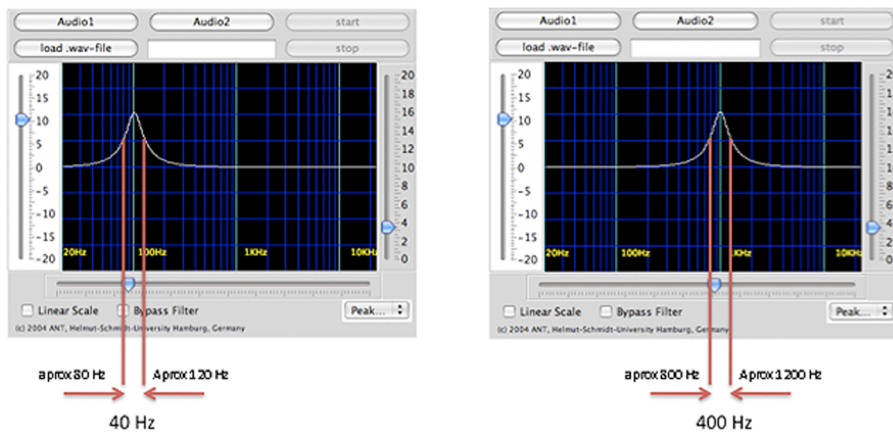 Audio1 Audio2 start
load .wav-file stop
20
15
10
5
0
-5
-10
-15
-20
20
18
16
14
12
10
8
6
4
2
0
20Hz 100Hz 1KHz 10KHz
Linear Scale Bypass Filter Peak...
(c) 2004 ANT, Helmut-Schmidt-University Hamburg, Germany
aprox 80 Hz Aprox 120 Hz
40 Hz
Audio1 Audio2 start
load .wav-file stop
20
15
10
5
0
-5
-10
-15
-20
20Hz 100Hz 1KHz 10KHz
Linear Scale Bypass Filter Peak...
(c) 2004 ANT, Helmut-Schmidt-University Hamburg, Germany
aprox 800 Hz Aprox 1200 Hz
400 Hz